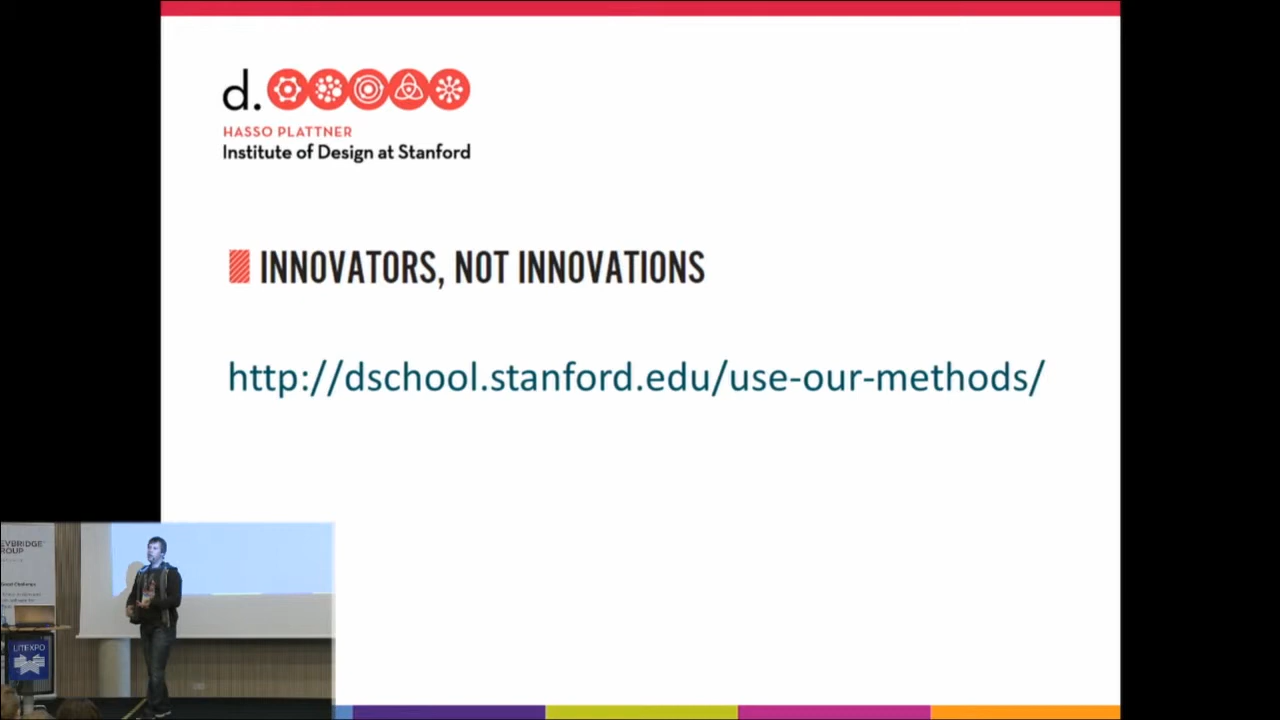 d.
HASSO PLATTNER
Institute of Design at Stanford
INNOVATORS, NOT INNOVATIONS
http://dschool.stanford.edu/use-our-methods/
EVBRIDGE
ROUP
LITEXPO